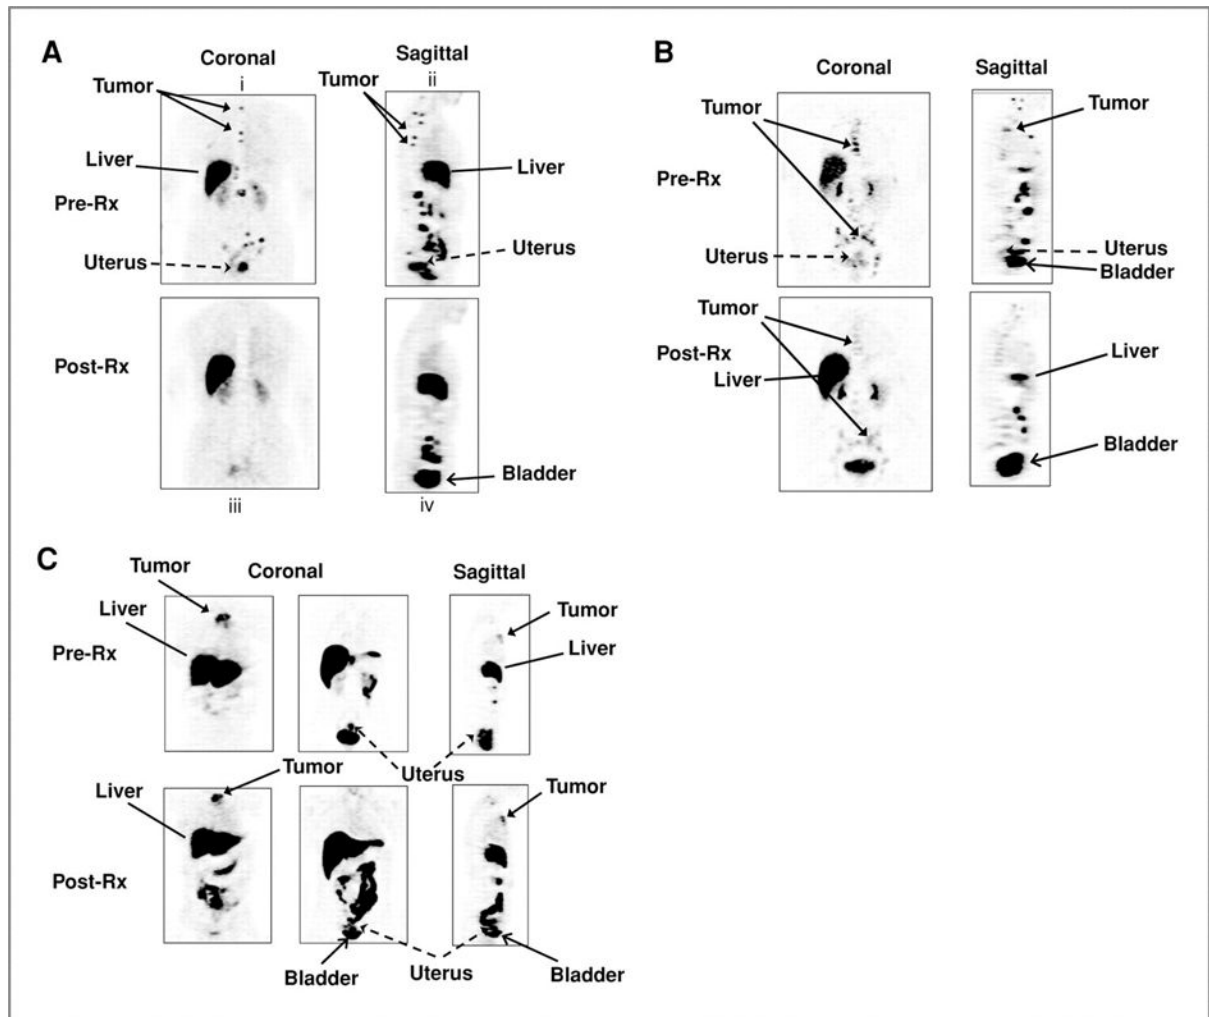 A
Coronal
Sagittal
i
ii
Tumor
Tumor
Liver
Liver
Pre-Rx
Uterus
Uterus
Post-Rx
Bladder
iii
iv
B
Coronal
Sagittal
Tumor
Tumor
Pre-Rx
Uterus
Uterus
Bladder
Tumor
Post-Rx
Liver
Liver
Bladder
C
Tumor
Coronal
Sagittal
Liver
Tumor
Pre-Rx
Liver
Uterus
Tumor
Liver
Tumor
Post-Rx
Bladder
Uterus
Bladder